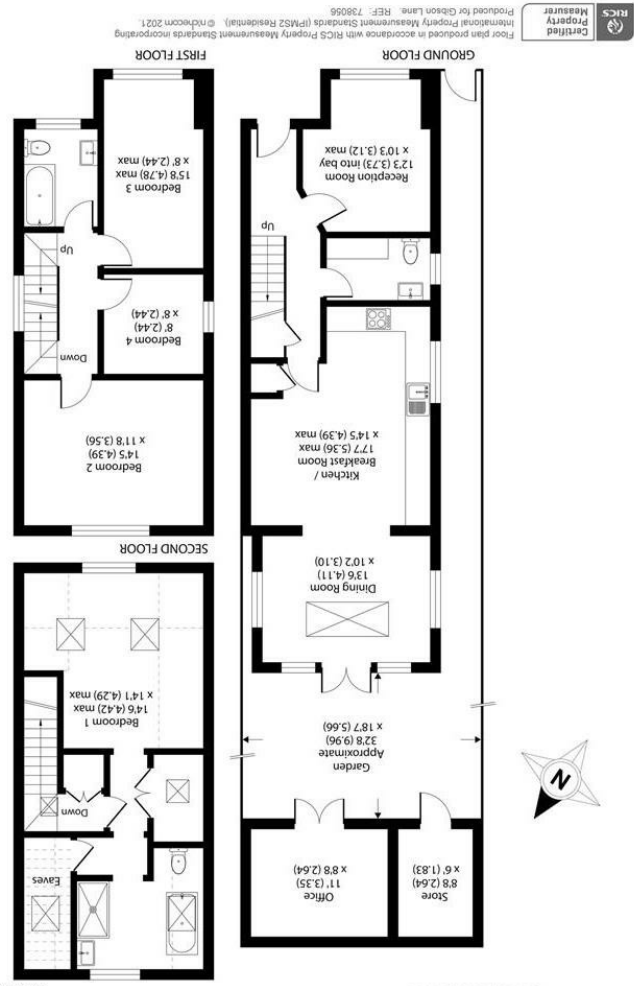 Store
8'8 (2.64)
x 6' (1.83)
Office
11' (3.35)
x 8'8 (2.64)
Garden
Approximate
32'8 (9.96)
x 18'7 (5.66)
N
Dining Room
13'6 (4.11)
x 10'2 (3.10)
Kitchen /
Breakfast Room
17'7 (5.36) max
x 14'5 (4.39) max
Up
Reception Room
12'3 (3.73) into bay
x 10'3 (3.12) max
GROUND FLOOR
Eaves
Down
Bedroom 1
14'6 (4.42) max
x 14'1 (4.29) max
SECOND FLOOR
Bedroom 2
14'5 (4.39)
x 11'8 (3.56)
Down
Bedroom 4
8' (2.44)
x 8' (2.44)
Up
Bedroom 3
15'8 (4.78) max
x 8' (2.44) max
FIRST FLOOR
RICS
Certified
Property
Measurer
Floor plan produced in accordance with RICS Property Measurement Standards incorporating
International Property Measurement Standards (IPMS2 Residential). ©nichecom 2021.
Produced for Gibson Lane. REF: 738056